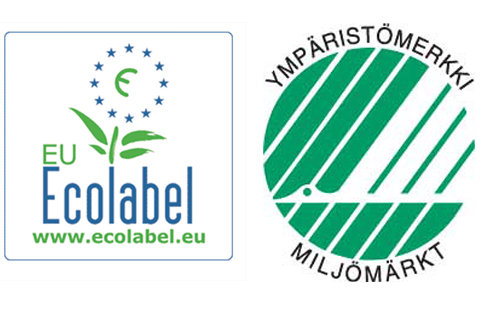 €
EU
Ecolabel
www.ecolabel.eu
YMPÄRISTÖMERKKI
MILJÖMÄRKT